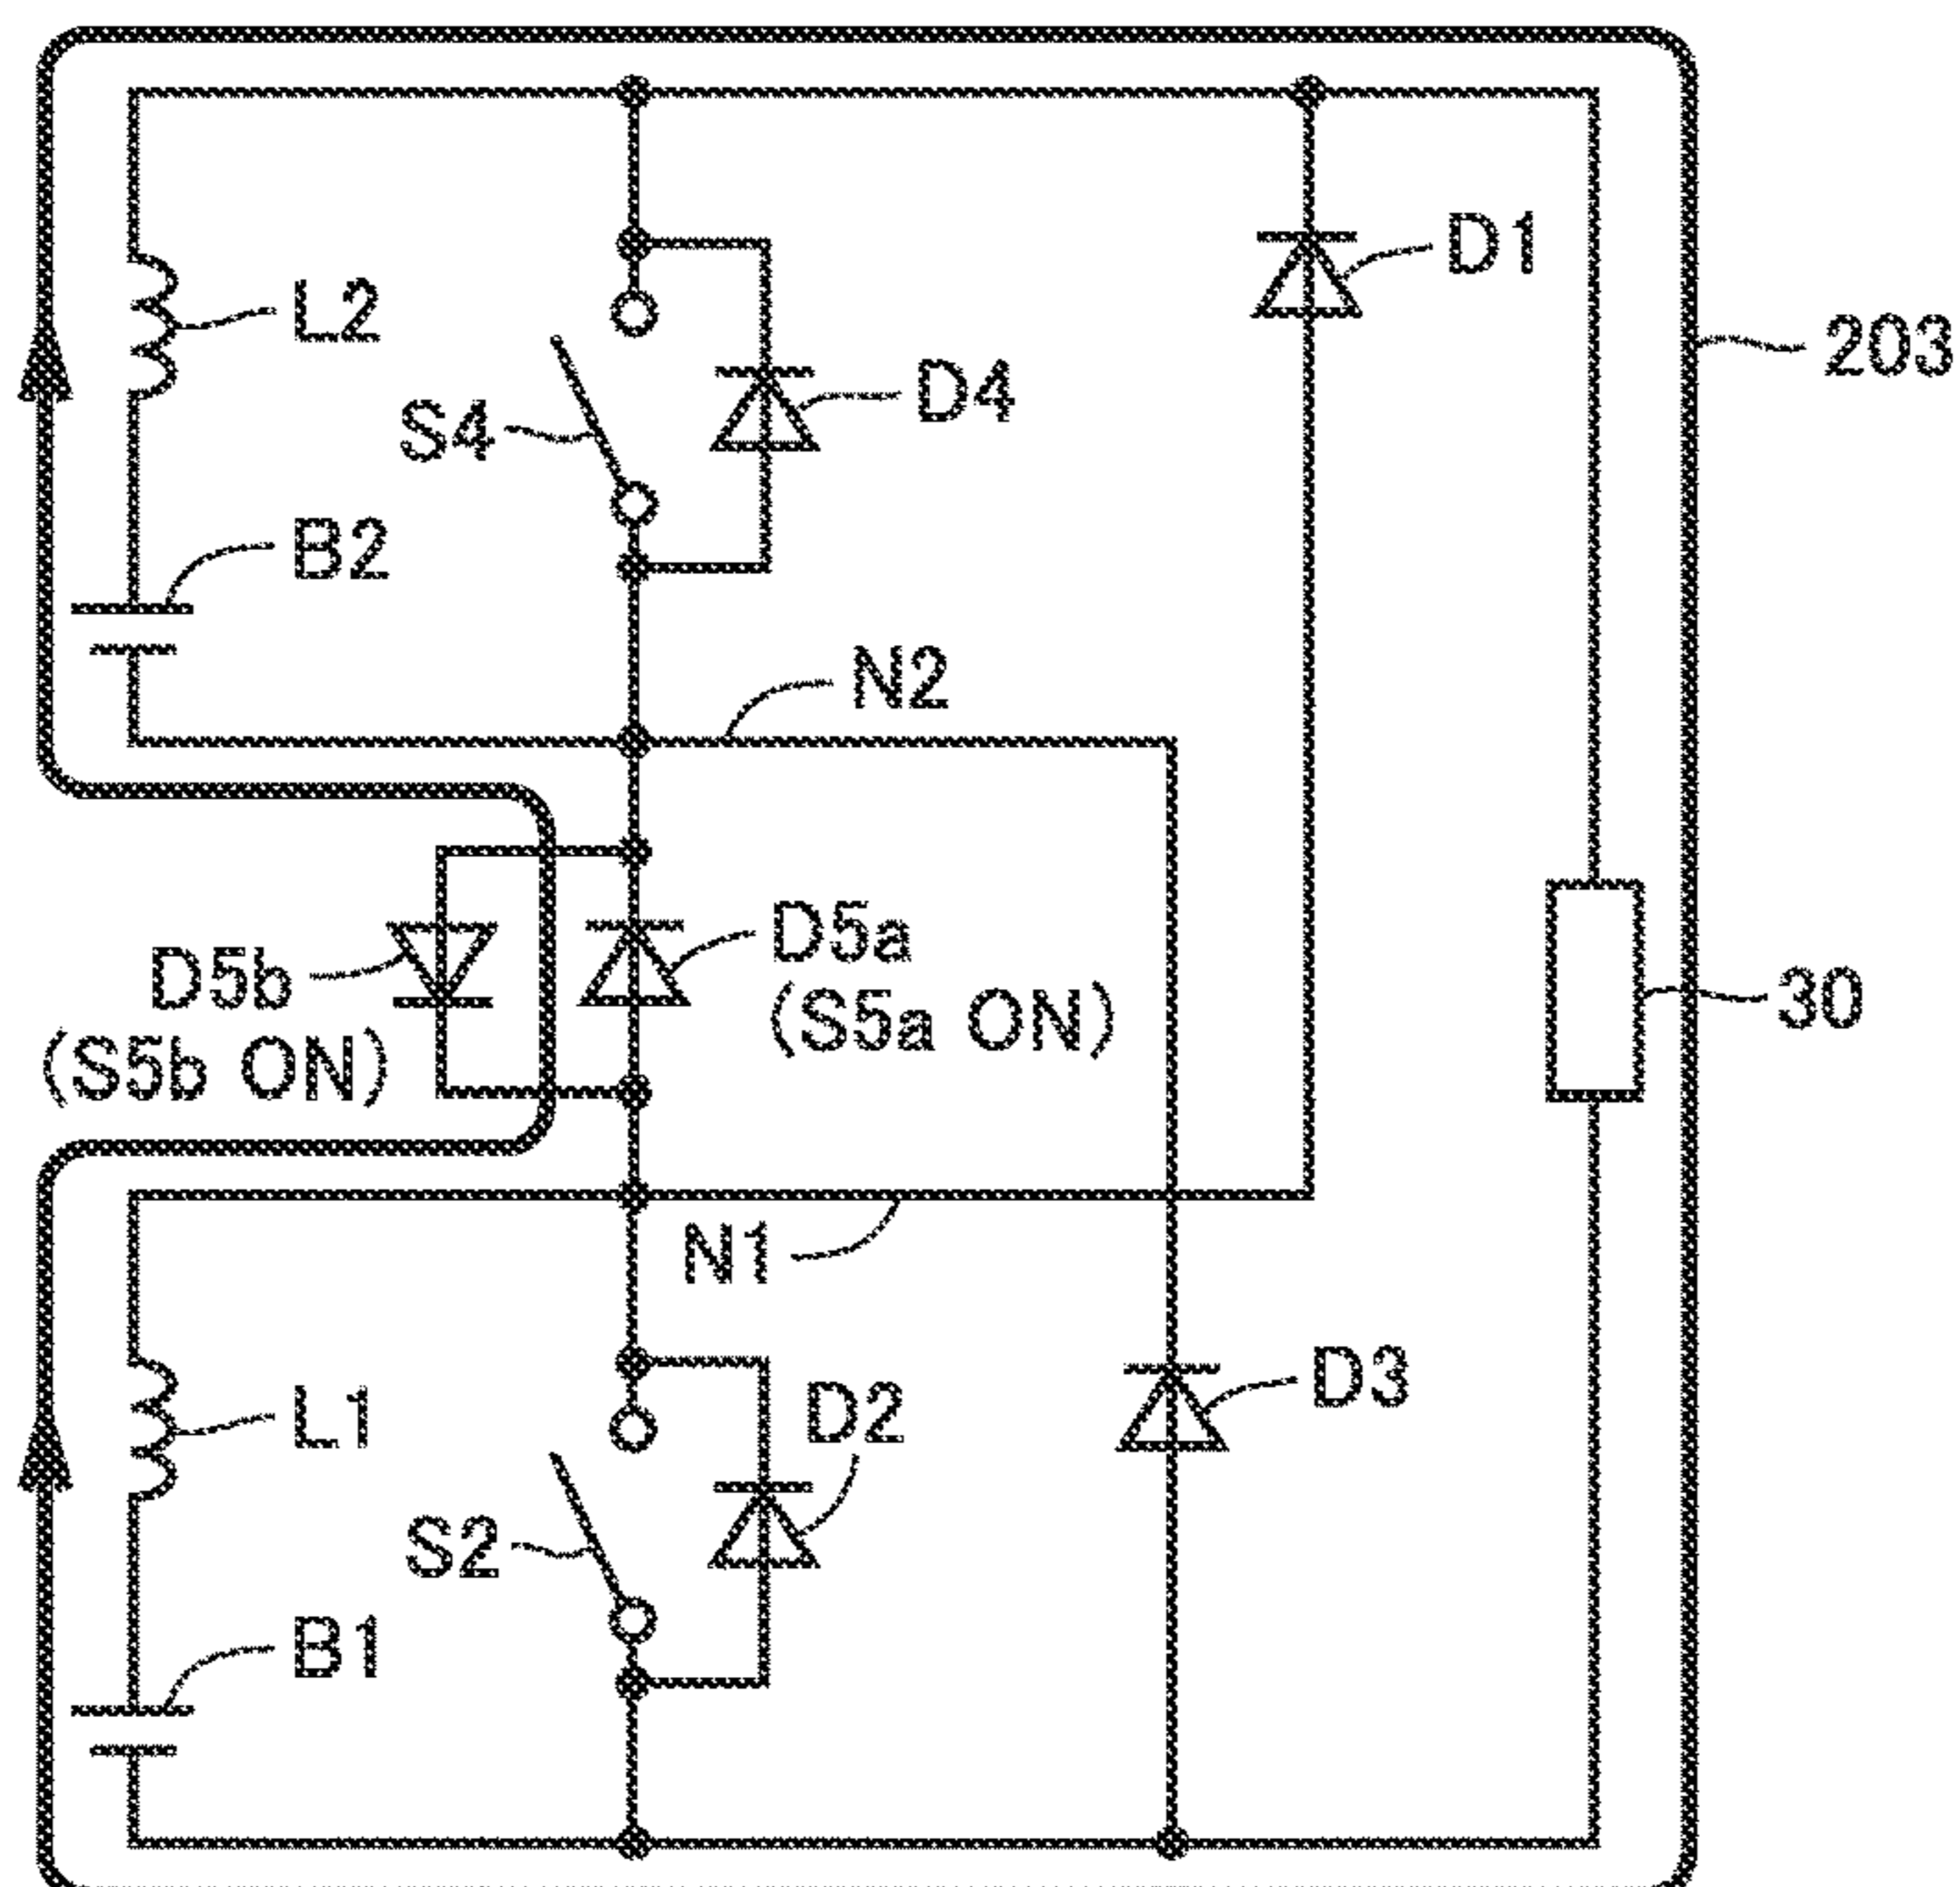 D1
L2
203
D4
S4
B2
N2
D5a
D5b
(S5a ON)
30
(S5b ON)
N1
D3
L1
D2
S2
B1